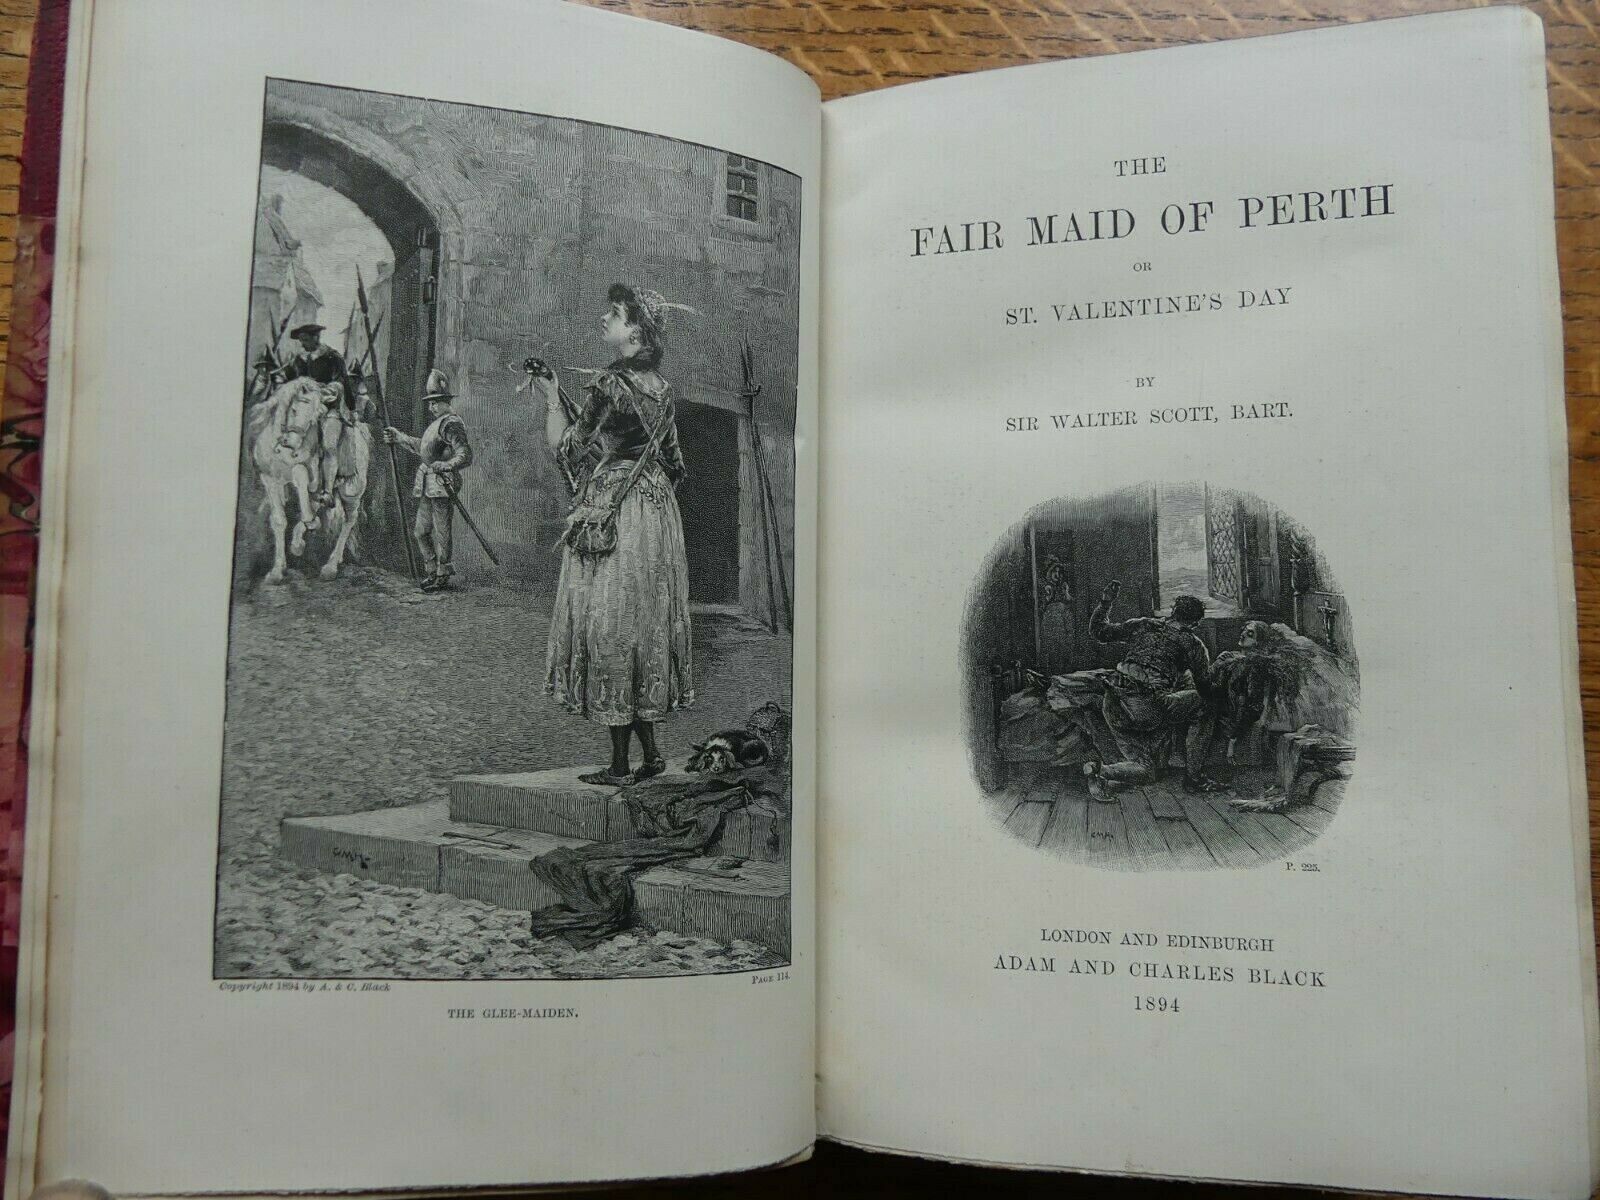 C.M.H.
Copyright 1894 by A. & C. Black
PAGE 114.
THE GLEE-MAIDEN.
THE
FAIR MAID OF PERTH
OR
ST. VALENTINE'S DAY
BY
SIR WALTER SCOTT, BART.
C.M.H.
P. 225.
LONDON AND EDINBURGH
ADAM AND CHARLES BLACK
1894